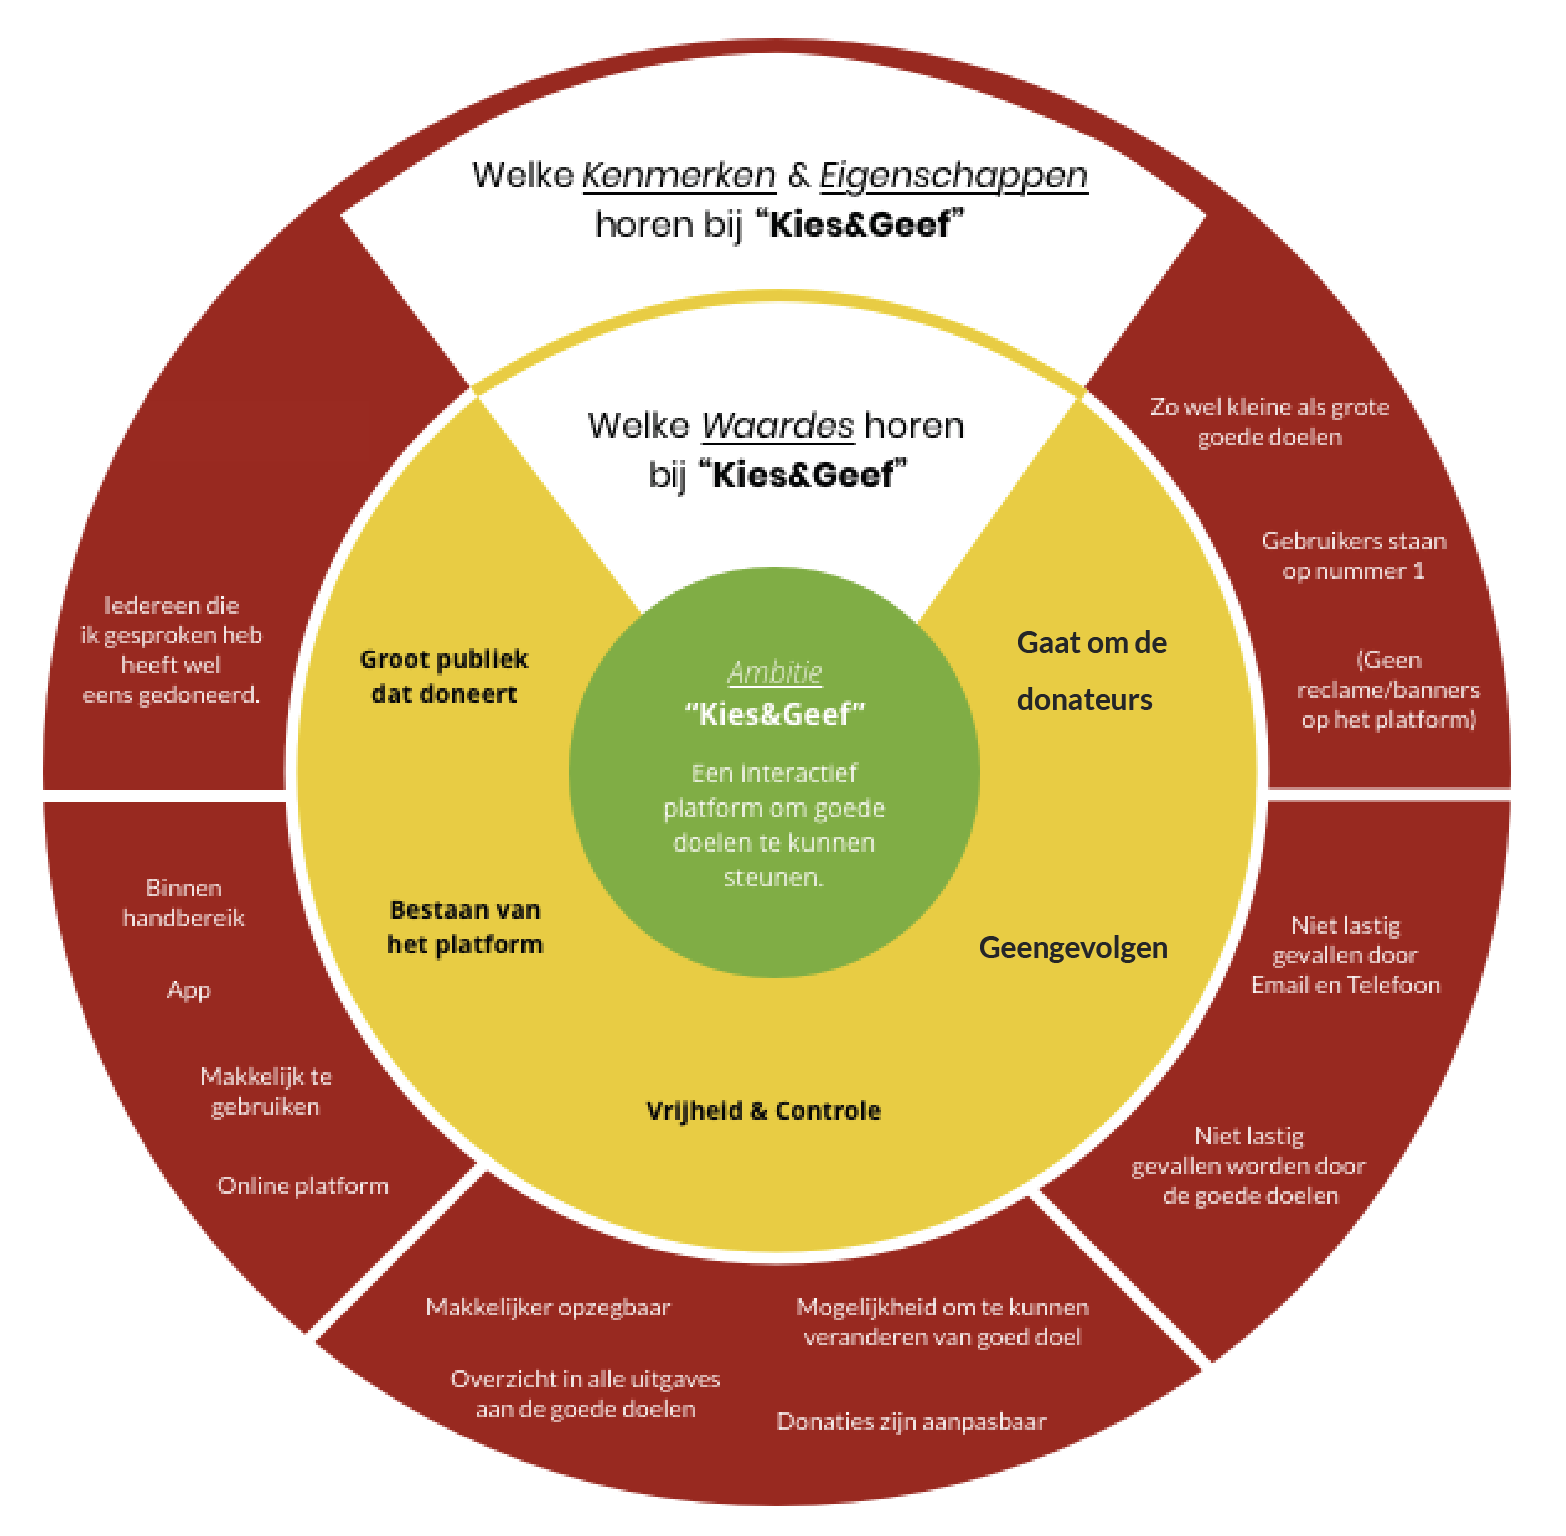 Welke Kenmerken & Eigenschappen
horen bij “Kies&Geef”
Welke Waardes horen
bij “Kies&Geef”
Ambitie
“Kies&Geef”
Een interactief
platform om goede
doelen te kunnen
steunen.
Groot publiek
dat doneert
Bestaan van
het platform
Vrijheid & Controle
Geengevolgen
Gaat om de
donateurs
Zo wel kleine als grote
goede doelen
Gebruikers staan
op nummer 1
(Geen
reclame/banners
op het platform)
Niet lastig
gevallen door
Email en Telefoon
Niet lastig
gevallen worden door
de goede doelen
Mogelijkheid om te kunnen
veranderen van goed doel
Donaties zijn aanpasbaar
Makkelijker opzegbaar
Overzicht in alle uitgaves
aan de goede doelen
Binnen
handbereik
App
Makkelijk te
gebruiken
Online platform
Iedereen die
ik gesproken heb
heeft wel
eens gedoneerd.